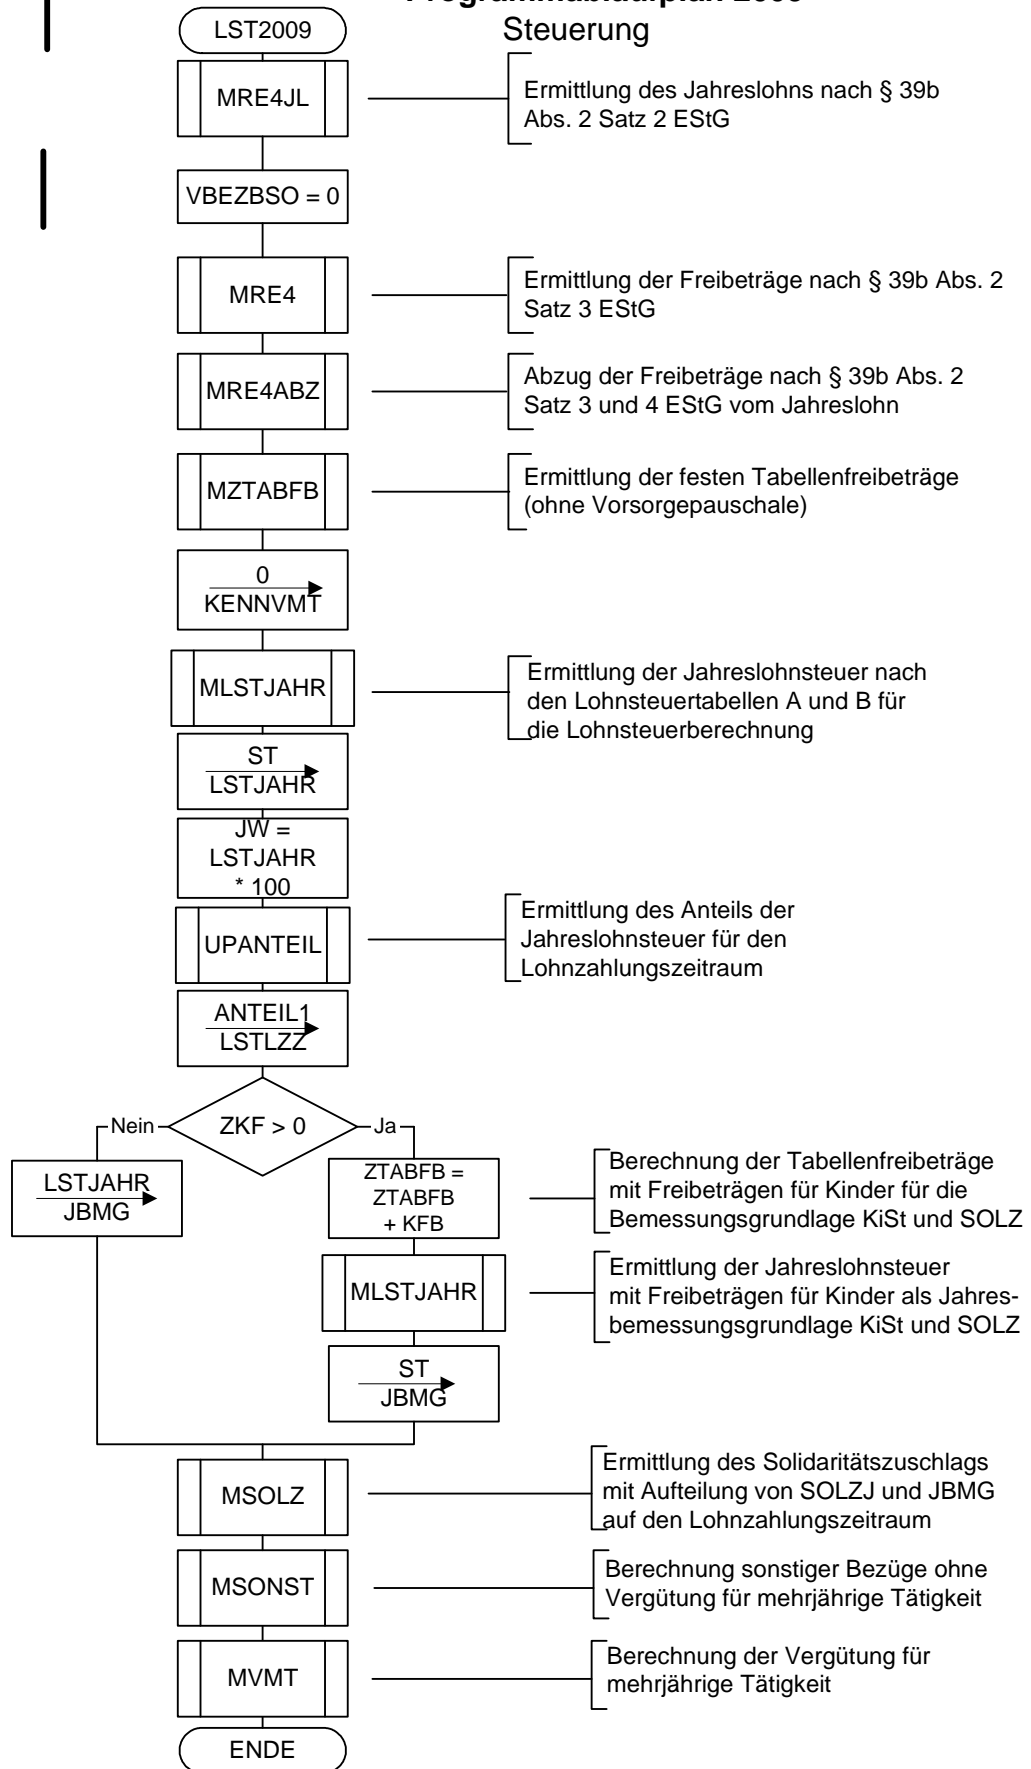 Programmablaufplan 2009
Steuerung
LST2009
MRE4JL
Ermittlung des Jahreslohns nach § 39b
Abs. 2 Satz 2 EStG
VBEZBSO = 0
MRE4
Ermittlung der Freibeträge nach § 39b Abs. 2
Satz 3 EStG
MRE4ABZ
Abzug der Freibeträge nach § 39b Abs. 2
Satz 3 und 4 EStG vom Jahreslohn
MZTABFB
Ermittlung der festen Tabellenfreibeträge
(ohne Vorsorgepauschale)
0
KENNVMT
MLSTJAHR
Ermittlung der Jahreslohnsteuer nach
den Lohnsteuertabellen A und B für
die Lohnsteuerberechnung
ST
LSTJAHR
JW =
LSTJAHR
* 100
UPANTEIL
Ermittlung des Anteils der
Jahreslohnsteuer für den
Lohnzahlungszeitraum
ANTEIL1
LSTLZZ
Nein
ZKF > 0
Ja
LSTJAHR
JBMG
ZTABFB =
ZTABFB
+ KFB
Berechnung der Tabellenfreibeträge
mit Freibeträgen für Kinder für die
Bemessungsgrundlage KiSt und SOLZ
MLSTJAHR
Ermittlung der Jahreslohnsteuer
mit Freibeträgen für Kinder als Jahres-
bemessungsgrundlage KiSt und SOLZ
ST
JBMG
MSOLZ
Ermittlung des Solidaritätszuschlags
mit Aufteilung von SOLZJ und JBMG
auf den Lohnzahlungszeitraum
MSONST
Berechnung sonstiger Bezüge ohne
Vergütung für mehrjährige Tätigkeit
MVMT
Berechnung der Vergütung für
mehrjährige Tätigkeit
ENDE